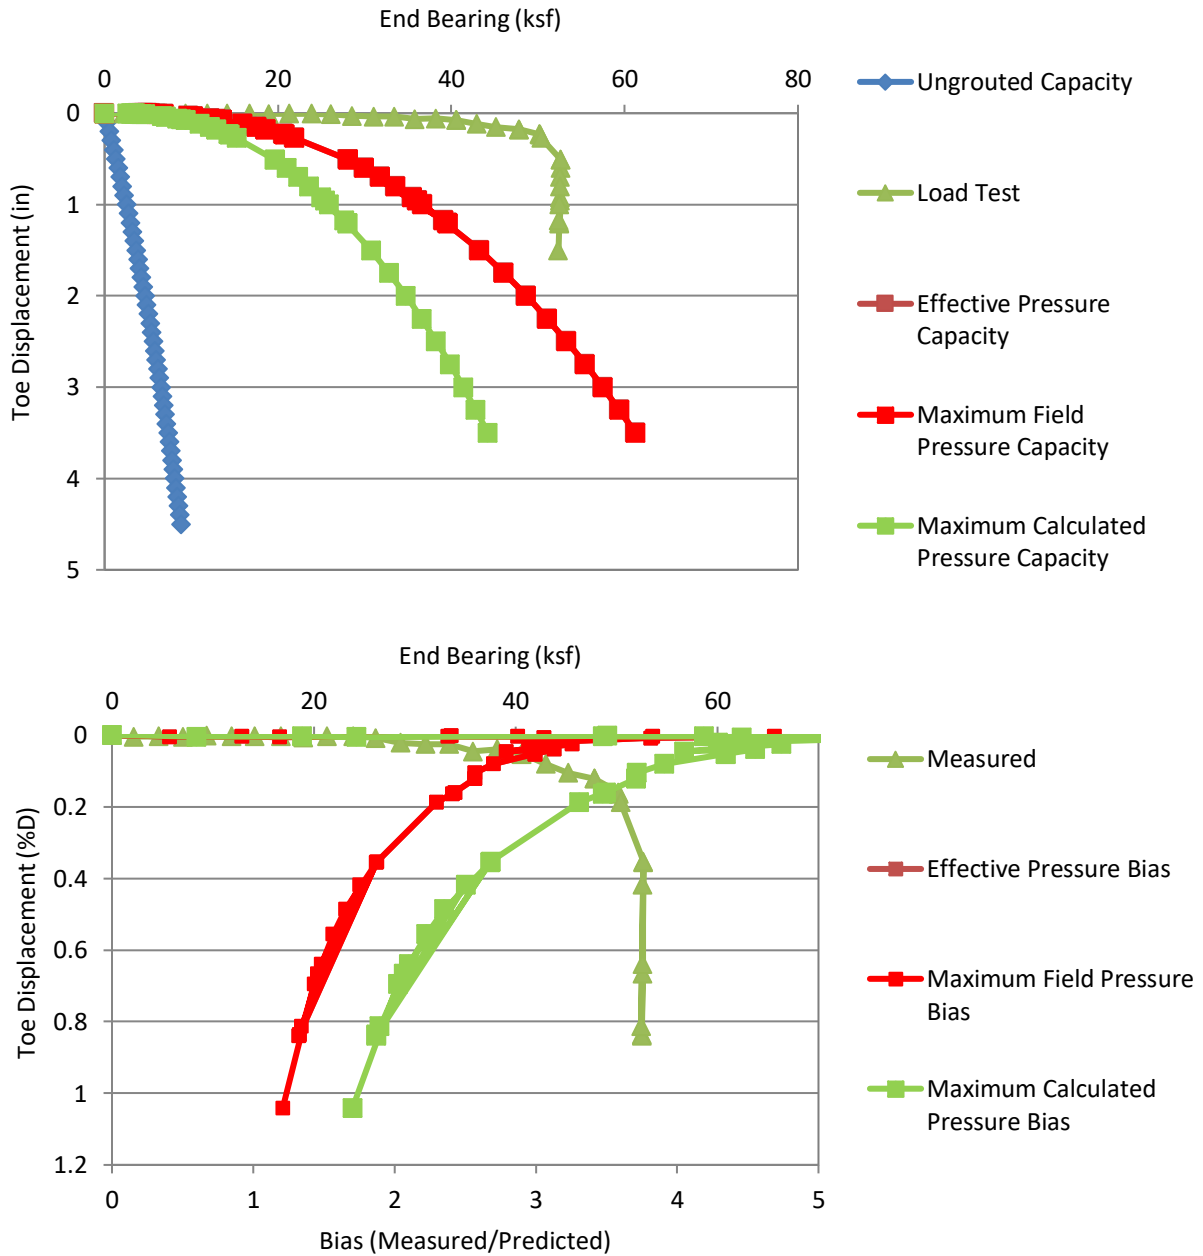 End Bearing (ksf)
0 20 40 60 80
0
1
2
3
4
5
Toe Displacement (in)
Ungrouted Capacity
Load Test
Effective Pressure
Capacity
Maximum Field
Pressure Capacity
Maximum Calculated
Pressure Capacity
End Bearing (ksf)
0 20 40 60
0
0.2
0.4
0.6
0.8
1
1.2
Toe Displacement (%D)
0 1 2 3 4 5
Bias (Measured/Predicted)
Measured
Effective Pressure Bias
Maximum Field Pressure
Bias
Maximum Calculated
Pressure Bias